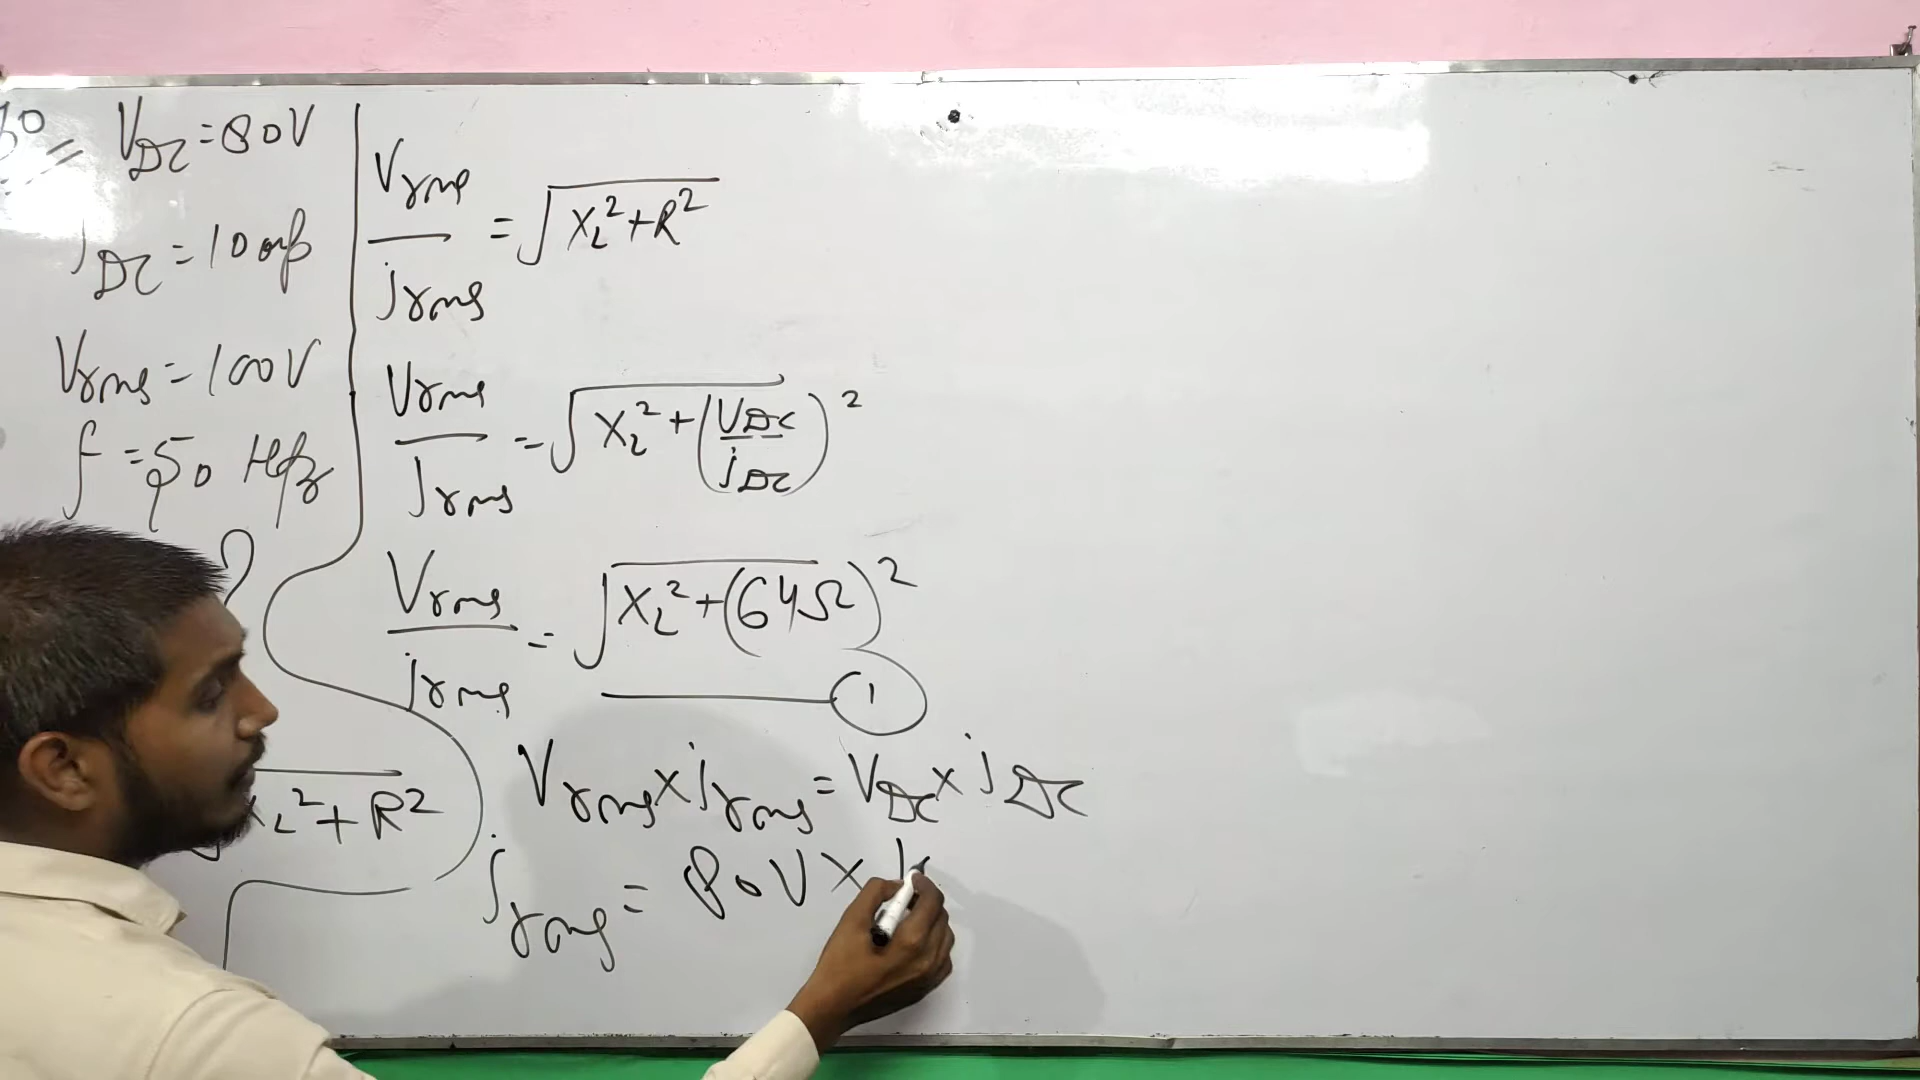 V_DC = 80V
I_DC = 10 amp
V_rms = 100V
f = 50 Hz
?
X_L² + R²
V_rms / i_rms = √(X_L² + R²)
V_rms / I_rms = √(X_L² + (V_DC / i_DC)²)
V_rms / i_rms = √(X_L² + (64Ω)²)
①
V_rms × i_rms = V_DC × i_DC
i_rms = 80V × 1